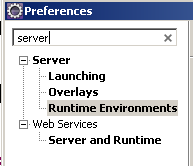 Preferences
server
Server
Launching
Overlays
Runtime Environments
Web Services
Server and Runtime